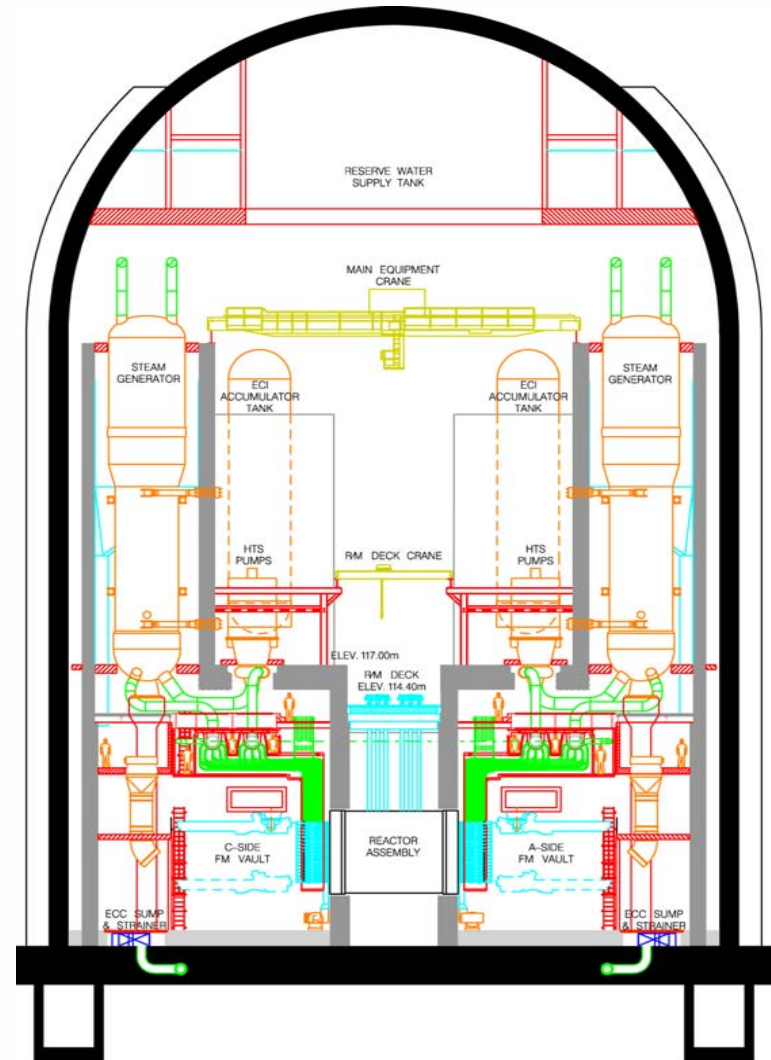 RESERVE WATER
SUPPLY TANK
MAIN EQUIPMENT
CRANE
STEAM
GENERATOR
ECI
ACCUMULATOR
TANK
ECI
ACCUMULATOR
TANK
STEAM
GENERATOR
HTS
PUMPS
R/M DECK CRANE
HTS
PUMPS
ELEV. 117.00m
R/M DECK
ELEV. 114.40m
C-SIDE
FM VAULT
REACTOR
ASSEMBLY
A-SIDE
FM VAULT
ECC SUMP
& STRAINER
ECC SUMP
& STRAINER